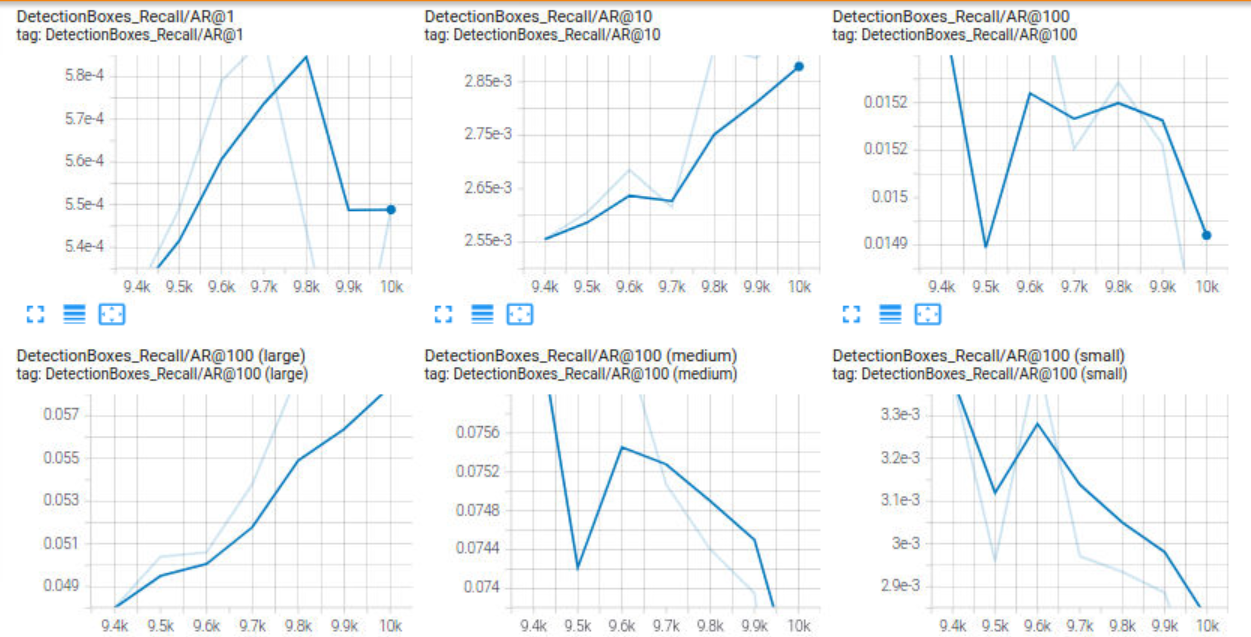 DetectionBoxes_Recall/AR@1
tag: DetectionBoxes_Recall/AR@1
5.8e-4
5.7e-4
5.6e-4
5.5e-4
5.4e-4
9.4k 9.5k 9.6k 9.7k 9.8k 9.9k 10k
DetectionBoxes_Recall/AR@10
tag: DetectionBoxes_Recall/AR@10
2.85e-3
2.75e-3
2.65e-3
2.55e-3
9.4k 9.5k 9.6k 9.7k 9.8k 9.9k 10k
DetectionBoxes_Recall/AR@100
tag: DetectionBoxes_Recall/AR@100
0.0152
0.0152
0.015
0.0149
9.4k 9.5k 9.6k 9.7k 9.8k 9.9k 10k
DetectionBoxes_Recall/AR@100 (large)
tag: DetectionBoxes_Recall/AR@100 (large)
0.057
0.055
0.053
0.051
0.049
9.4k 9.5k 9.6k 9.7k 9.8k 9.9k 10k
DetectionBoxes_Recall/AR@100 (medium)
tag: DetectionBoxes_Recall/AR@100 (medium)
0.0756
0.0752
0.0748
0.0744
0.074
9.4k 9.5k 9.6k 9.7k 9.8k 9.9k 10k
DetectionBoxes_Recall/AR@100 (small)
tag: DetectionBoxes_Recall/AR@100 (small)
3.3e-3
3.2e-3
3.1e-3
3e-3
2.9e-3
9.4k 9.5k 9.6k 9.7k 9.8k 9.9k 10k